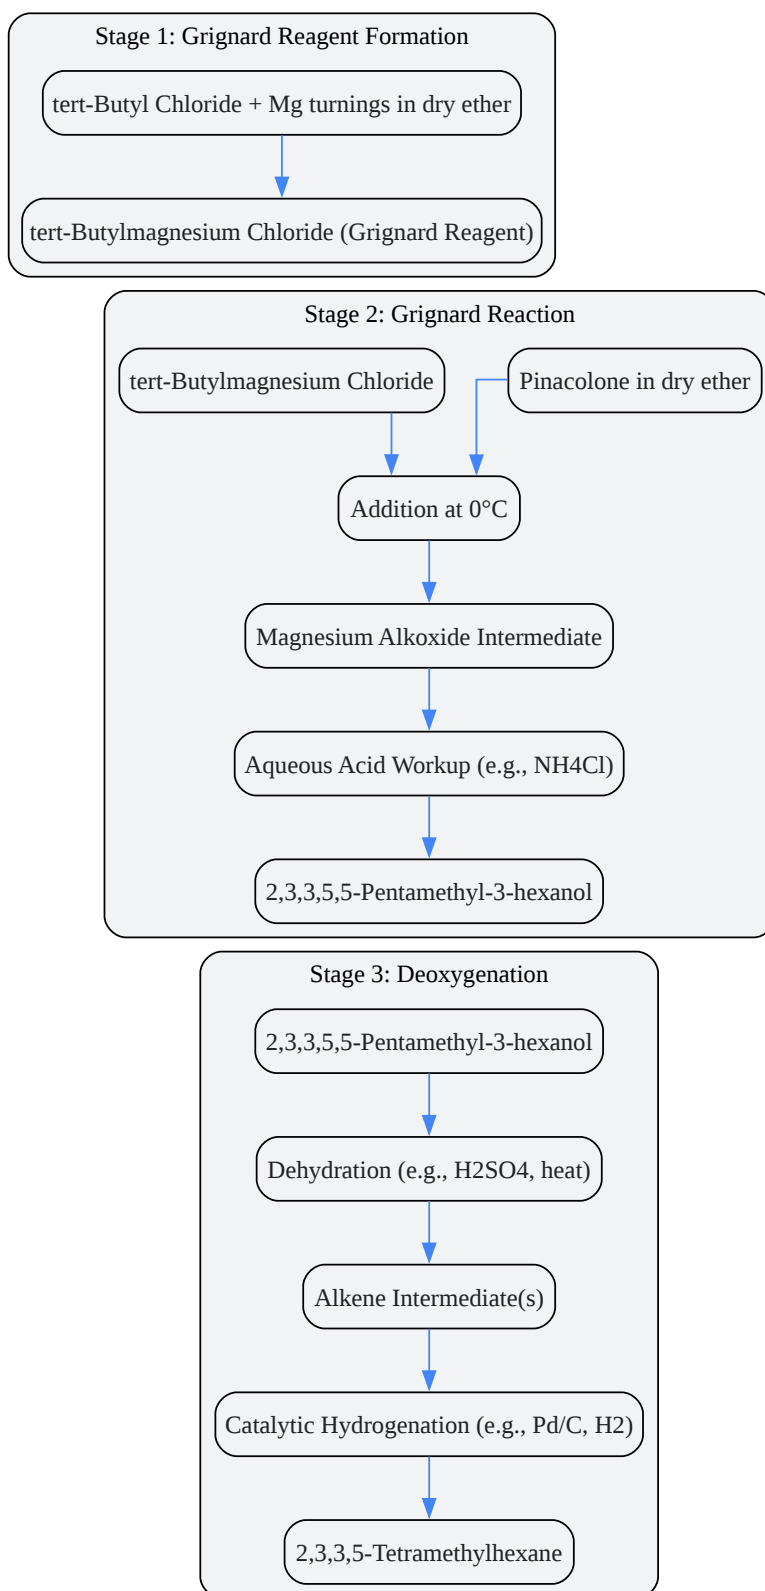 Stage 1: Grignard Reagent Formation
tert-Butyl Chloride + Mg turnings in dry ether
tert-Butylmagnesium Chloride (Grignard Reagent)
Stage 2: Grignard Reaction
tert-Butylmagnesium Chloride
Pinacolone in dry ether
Addition at 0°C
Magnesium Alkoxide Intermediate
Aqueous Acid Workup (e.g., NH4Cl)
2,3,3,5,5-Pentamethyl-3-hexanol
Stage 3: Deoxygenation
2,3,3,5,5-Pentamethyl-3-hexanol
Dehydration (e.g., H2SO4, heat)
Alkene Intermediate(s)
Catalytic Hydrogenation (e.g., Pd/C, H2)
2,3,3,5-Tetramethylhexane